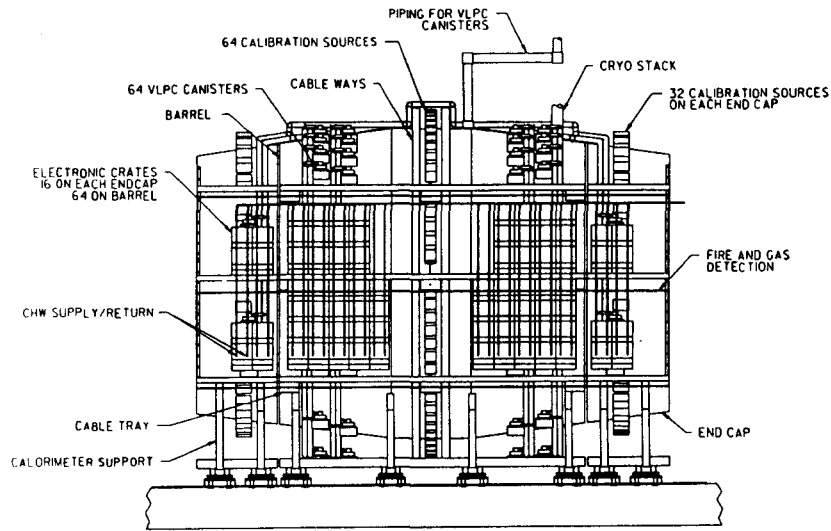 PIPING FOR VLPC
CANISTERS
64 CALIBRATION SOURCES
CRYO STACK
64 VLPC CANISTERS
CABLE WAYS
32 CALIBRATION SOURCES
ON EACH END CAP
BARREL
ELECTRONIC CRATES
16 ON EACH ENDCAP
64 ON BARREL
FIRE AND GAS
DETECTION
CHW SUPPLY/RETURN
CABLE TRAY
END CAP
CALORIMETER SUPPORT